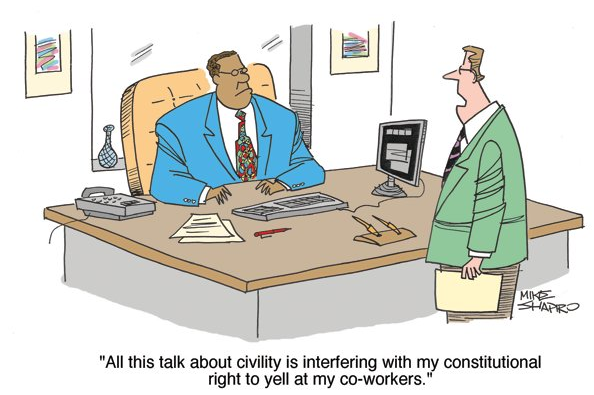 MIKE
SHAPIRO
"All this talk about civility is interfering with my constitutional
right to yell at my co-workers."